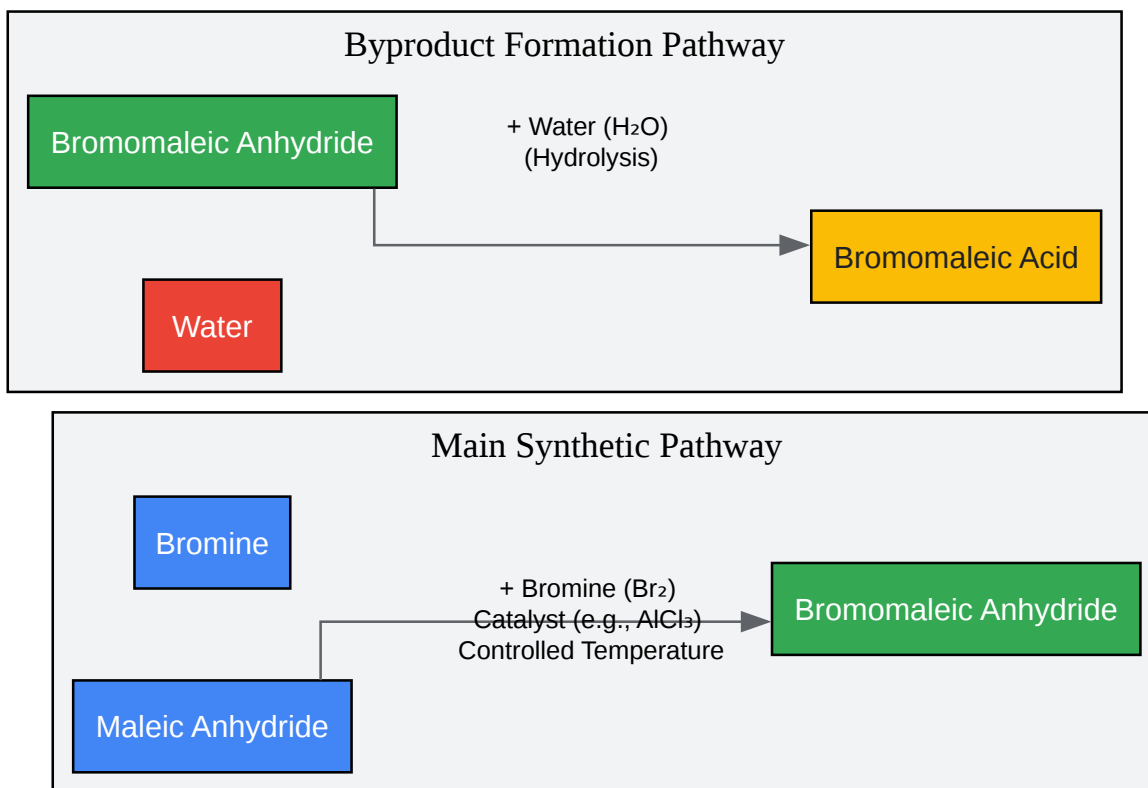 Byproduct Formation Pathway
Bromomaleic Anhydride
+ Water (H₂O)
(Hydrolysis)
Bromomaleic Acid
Water
Main Synthetic Pathway
Bromine
+ Bromine (Br₂)
Catalyst (e.g., AlCl₃)
Controlled Temperature
Bromomaleic Anhydride
Maleic Anhydride